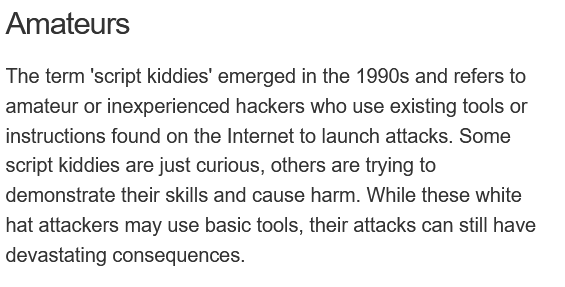 Amateurs
The term 'script kiddies' emerged in the 1990s and refers to
amateur or inexperienced hackers who use existing tools or
instructions found on the Internet to launch attacks. Some
script kiddies are just curious, others are trying to
demonstrate their skills and cause harm. While these white
hat attackers may use basic tools, their attacks can still have
devastating consequences.